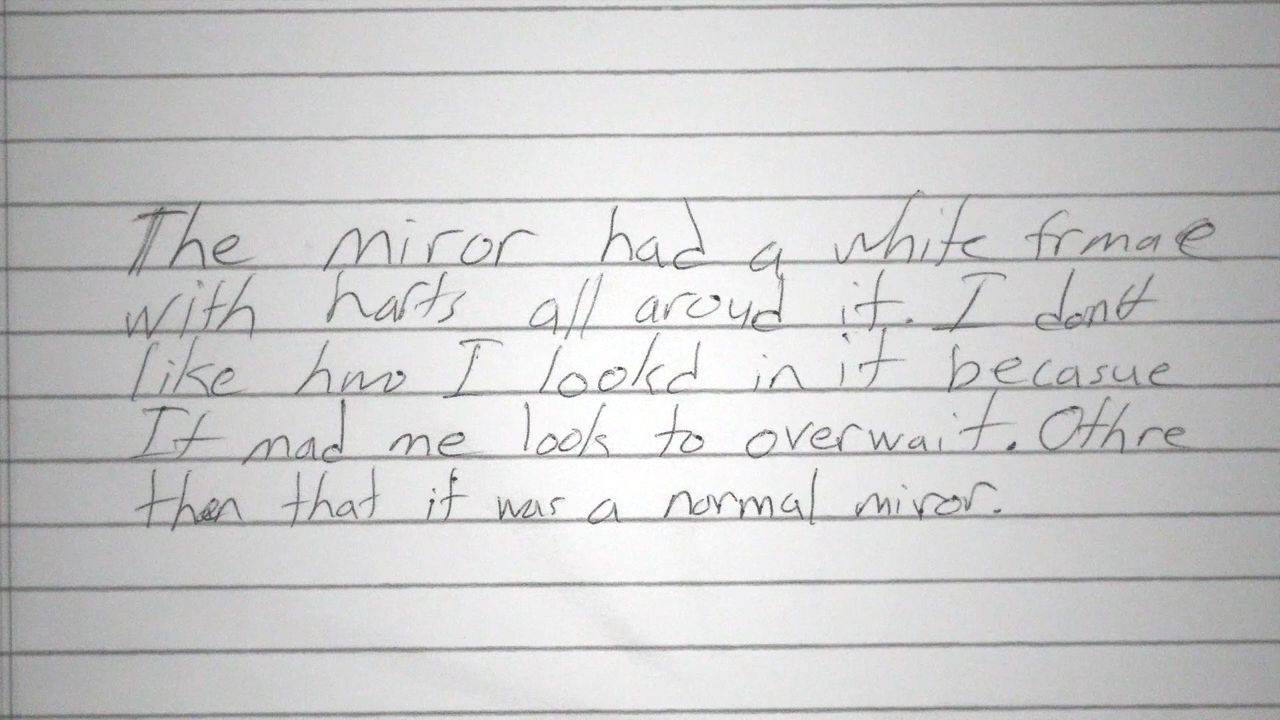 The miror had a white frmae
with harts all aroud it. I dont
like hwo I lookd in it becasue
It mad me look to overwait. Othre
then that it was a normal miror.